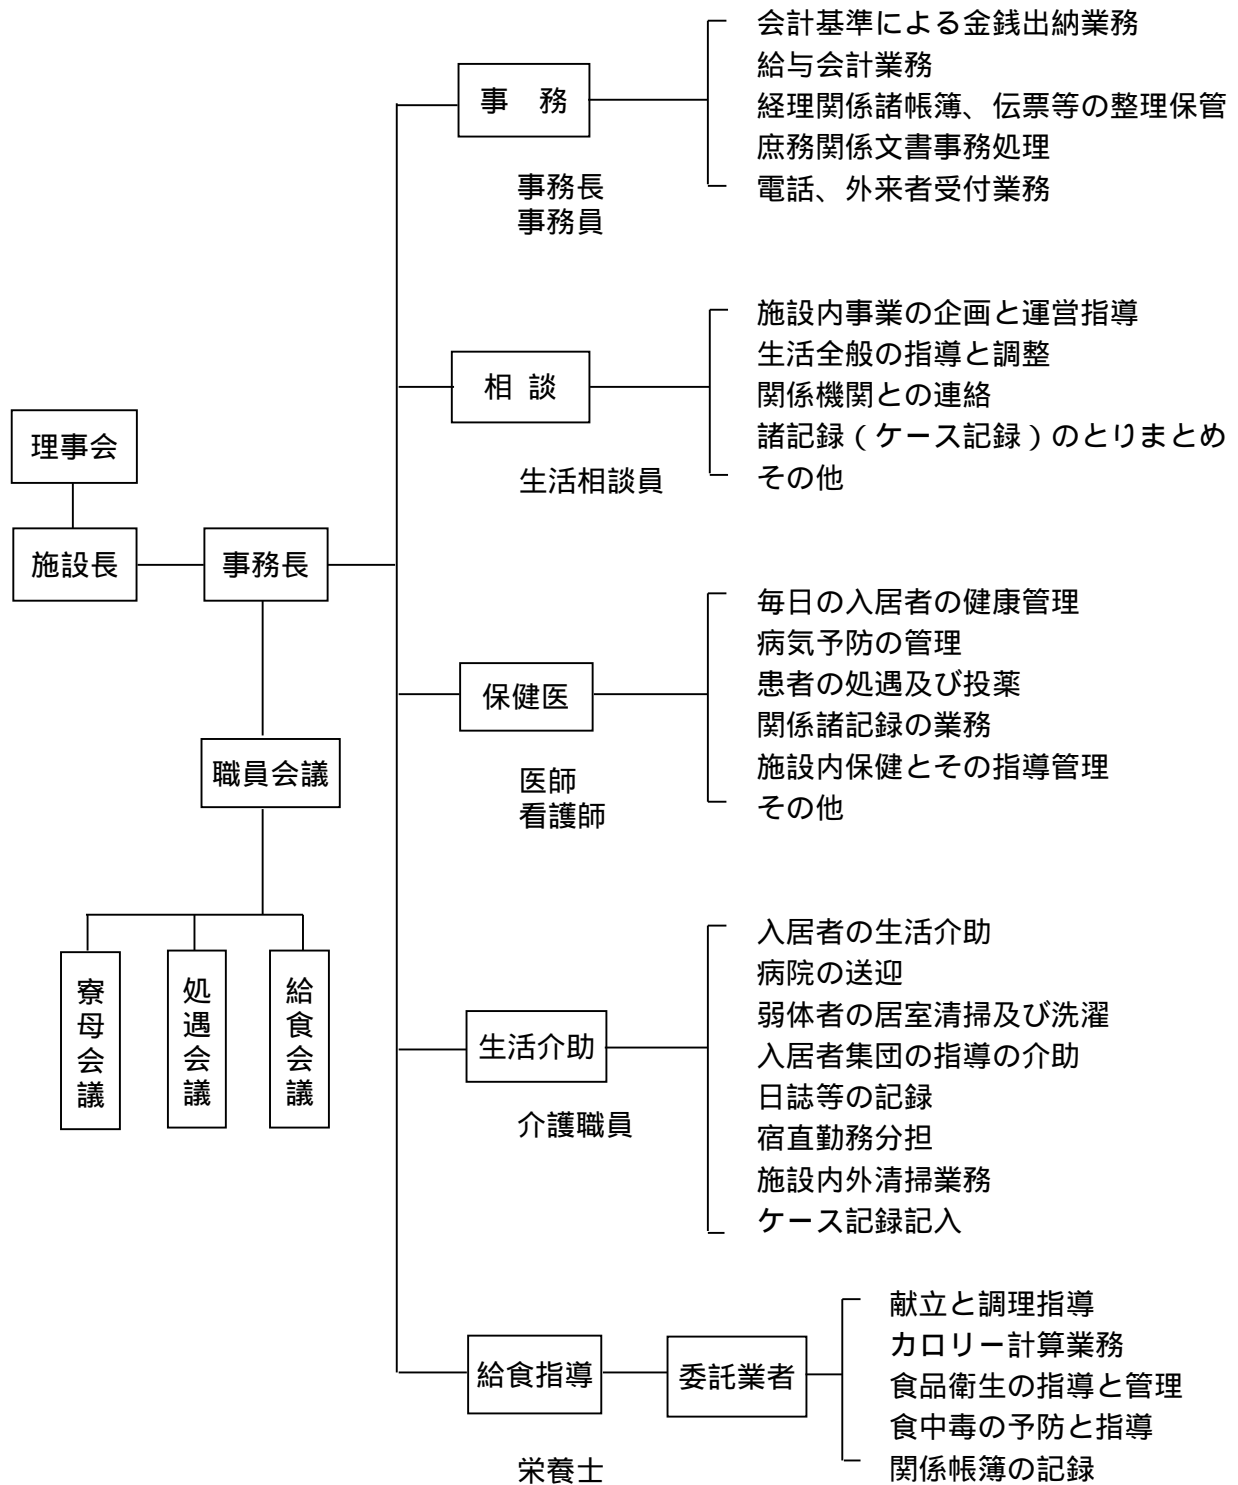 理事会
施設長
事務長
職員会議
寮母会議
処遇会議
給食会議
事　務
事務長
事務員
会計基準による金銭出納業務
給与会計業務
経理関係諸帳簿、伝票等の整理保管
庶務関係文書事務処理
電話、外来者受付業務
相 談
生活相談員
施設内事業の企画と運営指導
生活全般の指導と調整
関係機関との連絡
諸記録（ケース記録）のとりまとめ
その他
保健医
医師
看護師
毎日の入居者の健康管理
病気予防の管理
患者の処遇及び投薬
関係諸記録の業務
施設内保健とその指導管理
その他
生活介助
介護職員
入居者の生活介助
病院の送迎
弱体者の居室清掃及び洗濯
入居者集団の指導の介助
日誌等の記録
宿直勤務分担
施設内外清掃業務
ケース記録記入
給食指導
栄養士
委託業者
献立と調理指導
カロリー計算業務
食品衛生の指導と管理
食中毒の予防と指導
関係帳簿の記録